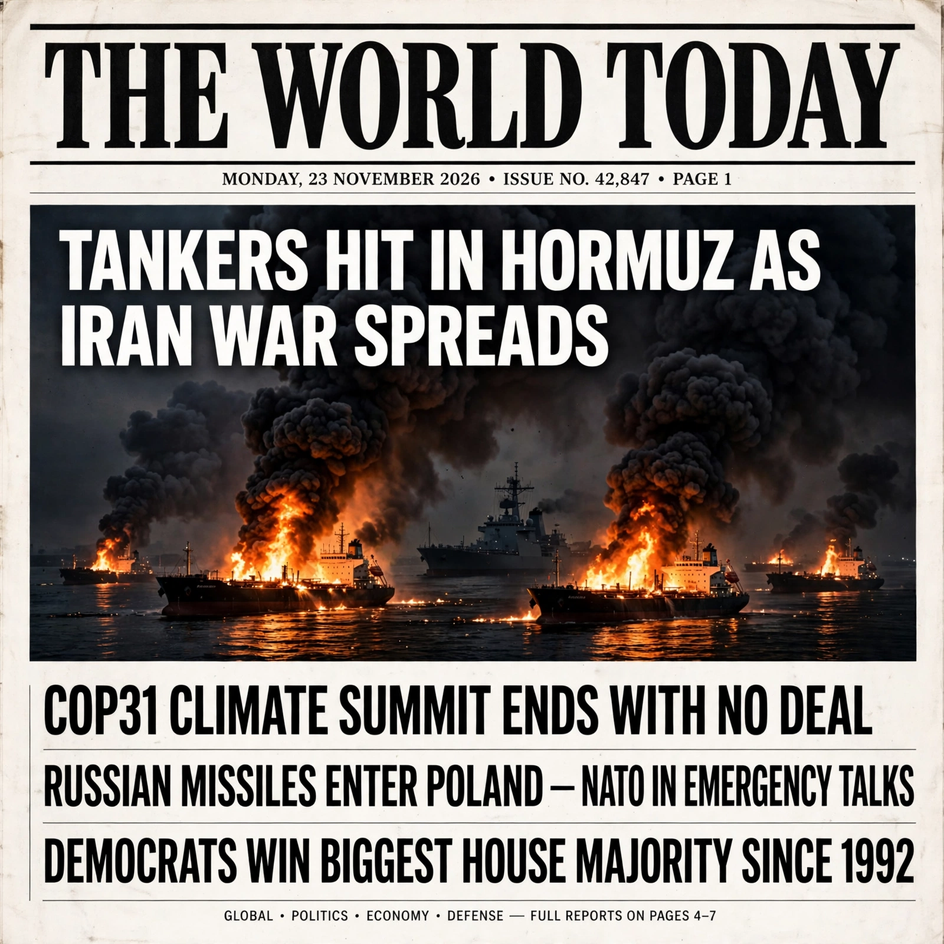 THE WORLD TODAY
MONDAY, 23 NOVEMBER 2026 • ISSUE NO. 42,847 • PAGE 1
TANKERS HIT IN HORMUZ AS
IRAN WAR SPREADS
COP31 CLIMATE SUMMIT ENDS WITH NO DEAL
RUSSIAN MISSILES ENTER POLAND – NATO IN EMERGENCY TALKS
DEMOCRATS WIN BIGGEST HOUSE MAJORITY SINCE 1992
GLOBAL • POLITICS • ECONOMY • DEFENSE — FULL REPORTS ON PAGES 4–7